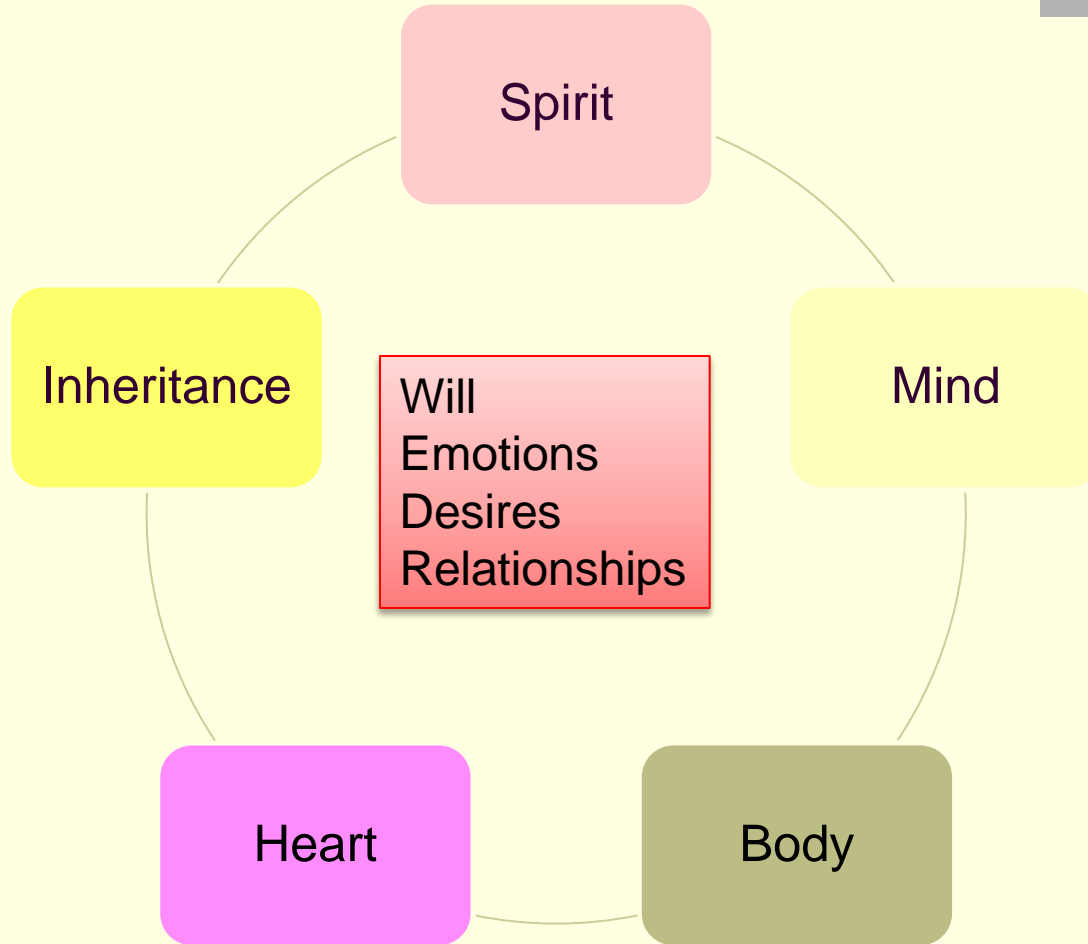 Spirit
Inheritance
Mind
Will
Emotions
Desires
Relationships
Heart
Body